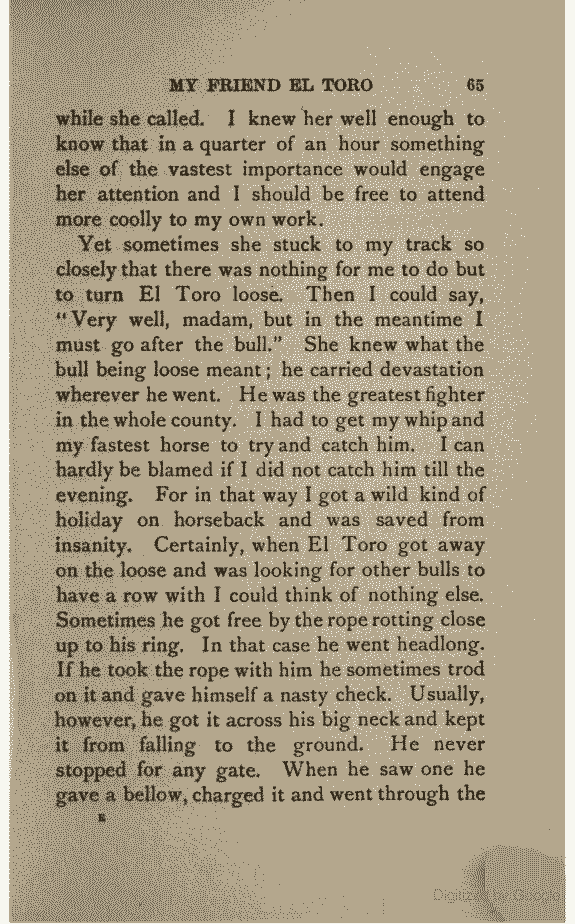 MY FRIEND EL TORO 65
while she called. I knew her well enough to
know that in a quarter of an hour something
else of the vastest importance would engage
her attention and I should be free to attend
more coolly to my own work.
Yet sometimes she stuck to my track so
closely that there was nothing for me to do but
to turn El Toro loose. Then I could say,
"Very well, madam, but in the meantime I
must go after the bull." She knew what the
bull being loose meant; he carried devastation
wherever he went. He was the greatest fighter
in the whole county. I had to get my whip and
my fastest horse to try and catch him. I can
hardly be blamed if I did not catch him till the
evening. For in that way I got a wild kind of
holiday on horseback and was saved from
insanity. Certainly, when El Toro got away
on the loose and was looking for other bulls to
have a row with I could think of nothing else.
Sometimes he got free by the rope rotting close
up to his ring. In that case he went headlong.
If he took the rope with him he sometimes trod
on it and gave himself a nasty check. Usually,
however, he got it across his big neck and kept
it from falling to the ground. He never
stopped for any gate. When he saw one he
gave a bellow, charged it and went through the
E
Digitized by Google